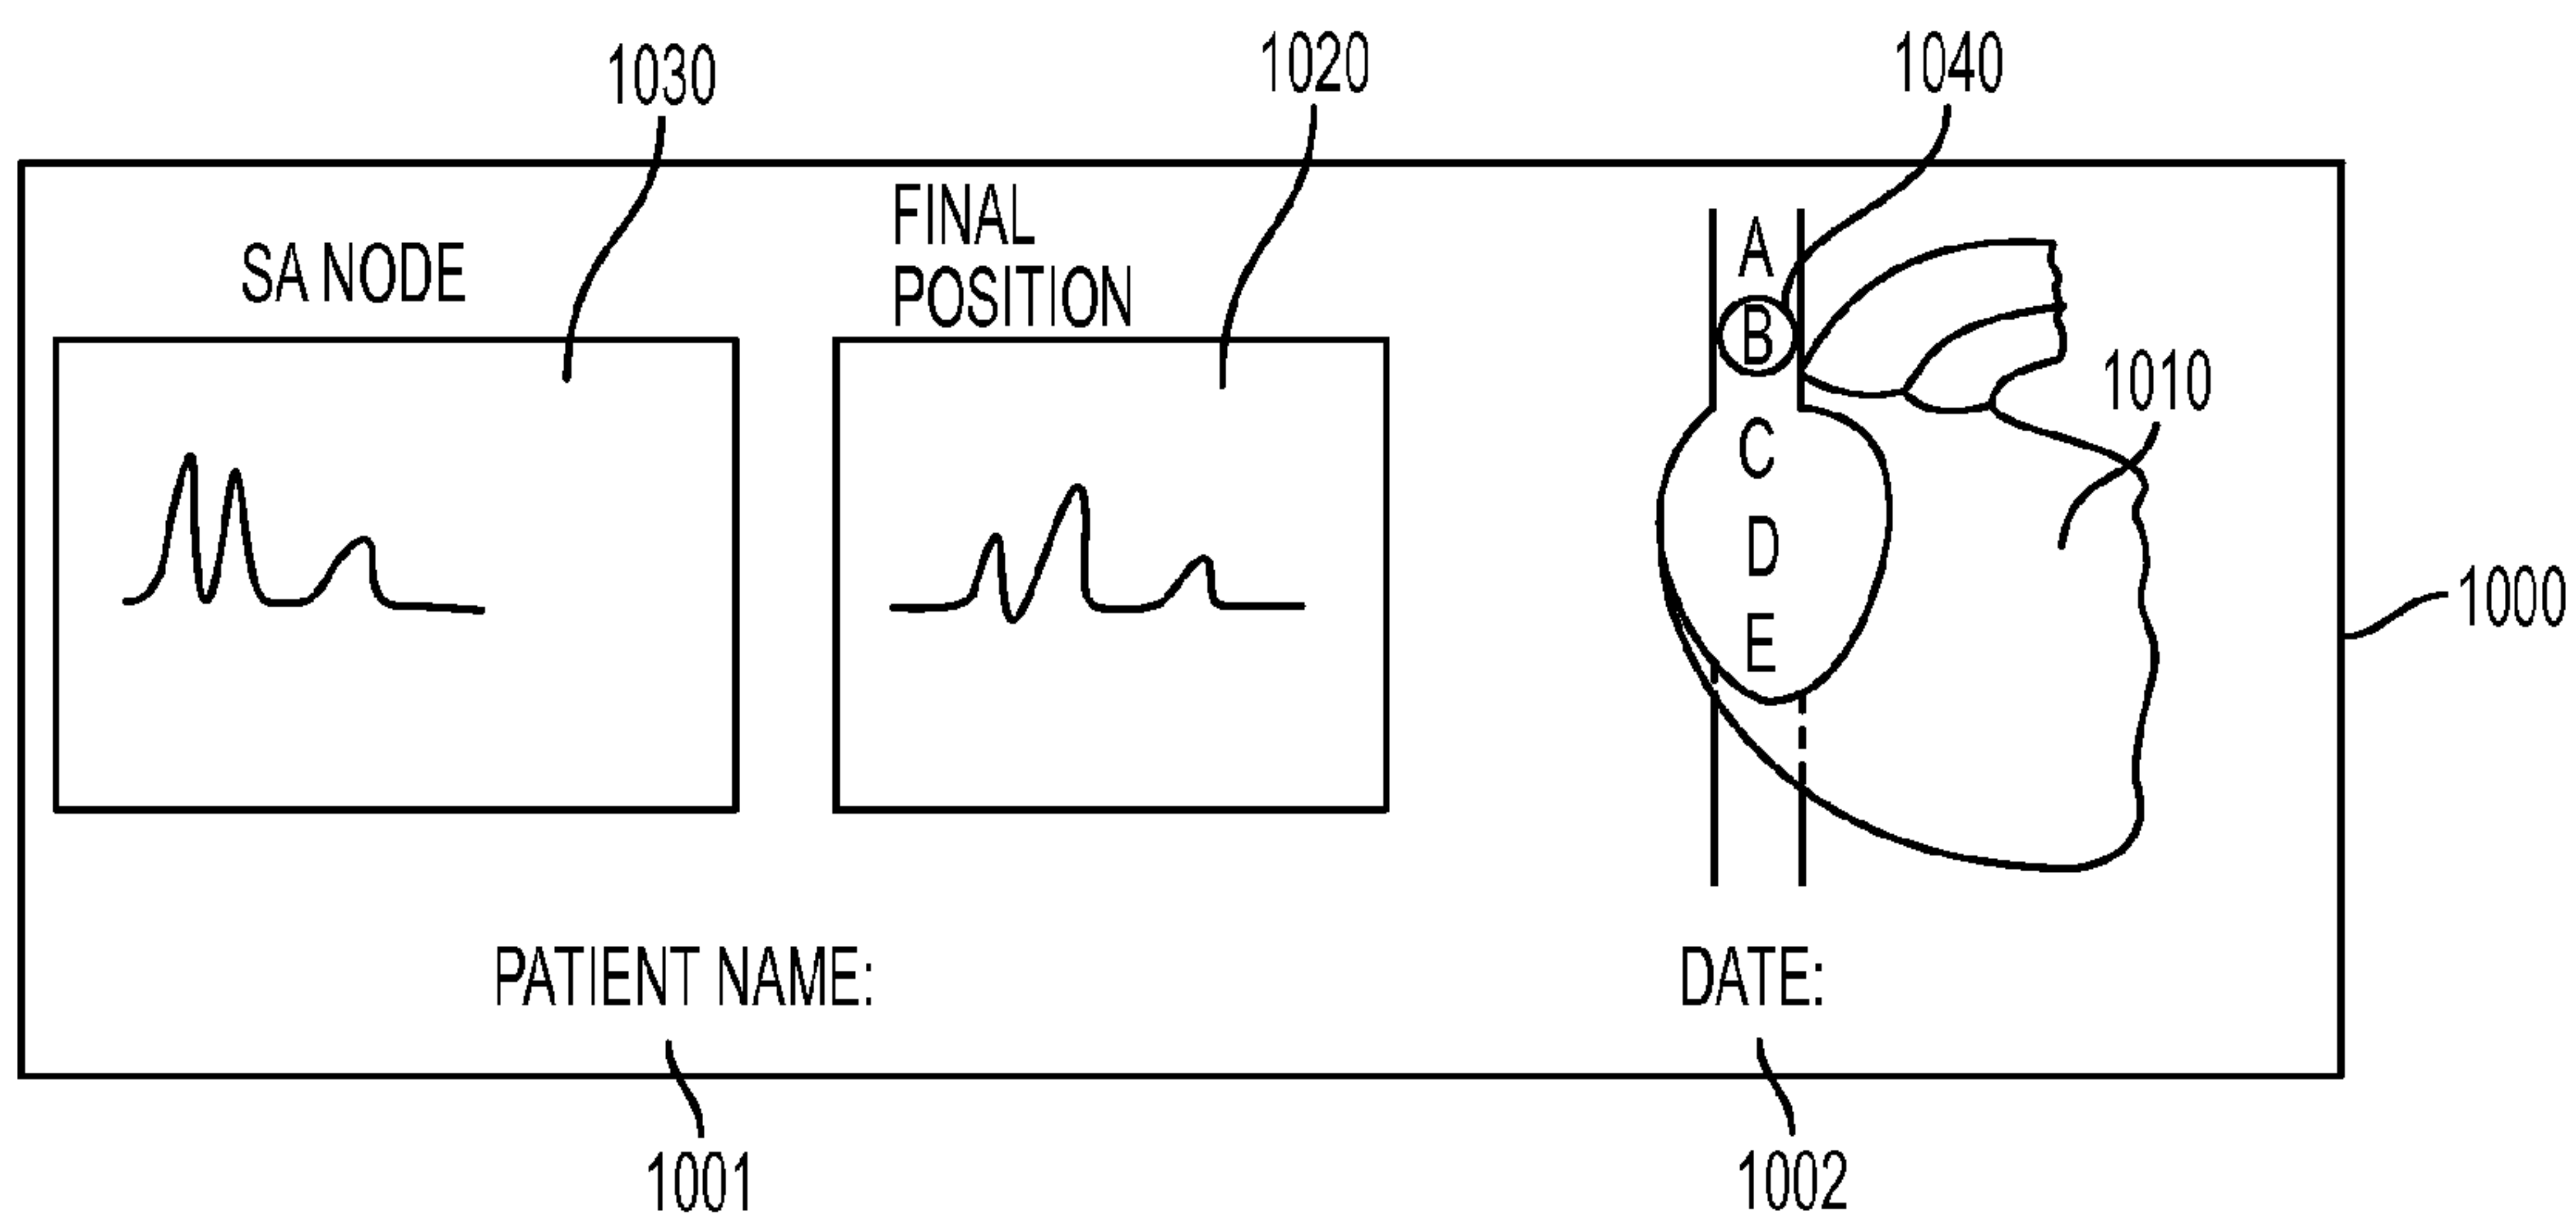 1030
1020
1040
SA NODE
FINAL
POSITION
A
B
C
D
E
1010
1000
PATIENT NAME:
DATE:
1001
1002